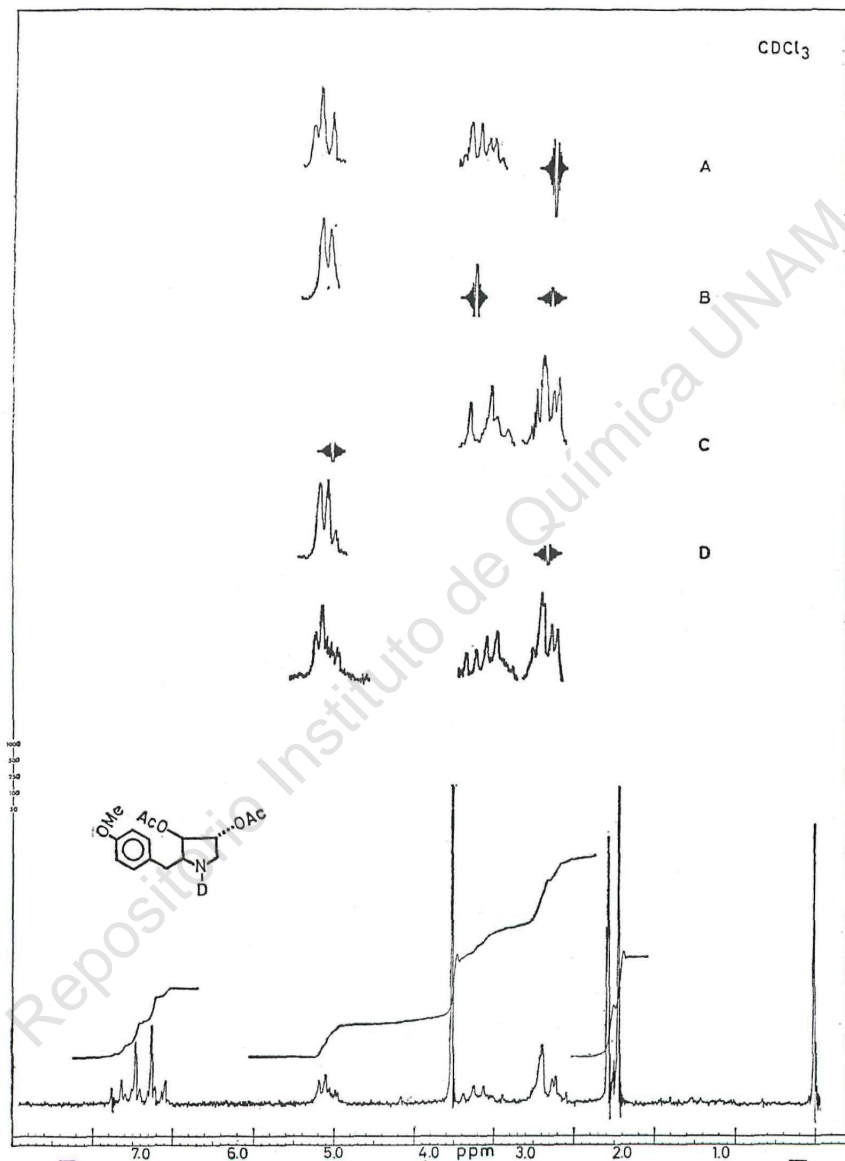 CDCl₃
A
B
C
D
OMe
AcO
OAc
N
D
Repositorio Instituto de Química UNAM
7.0 6.0 5.0 4.0 ppm 3.0 2.0 1.0